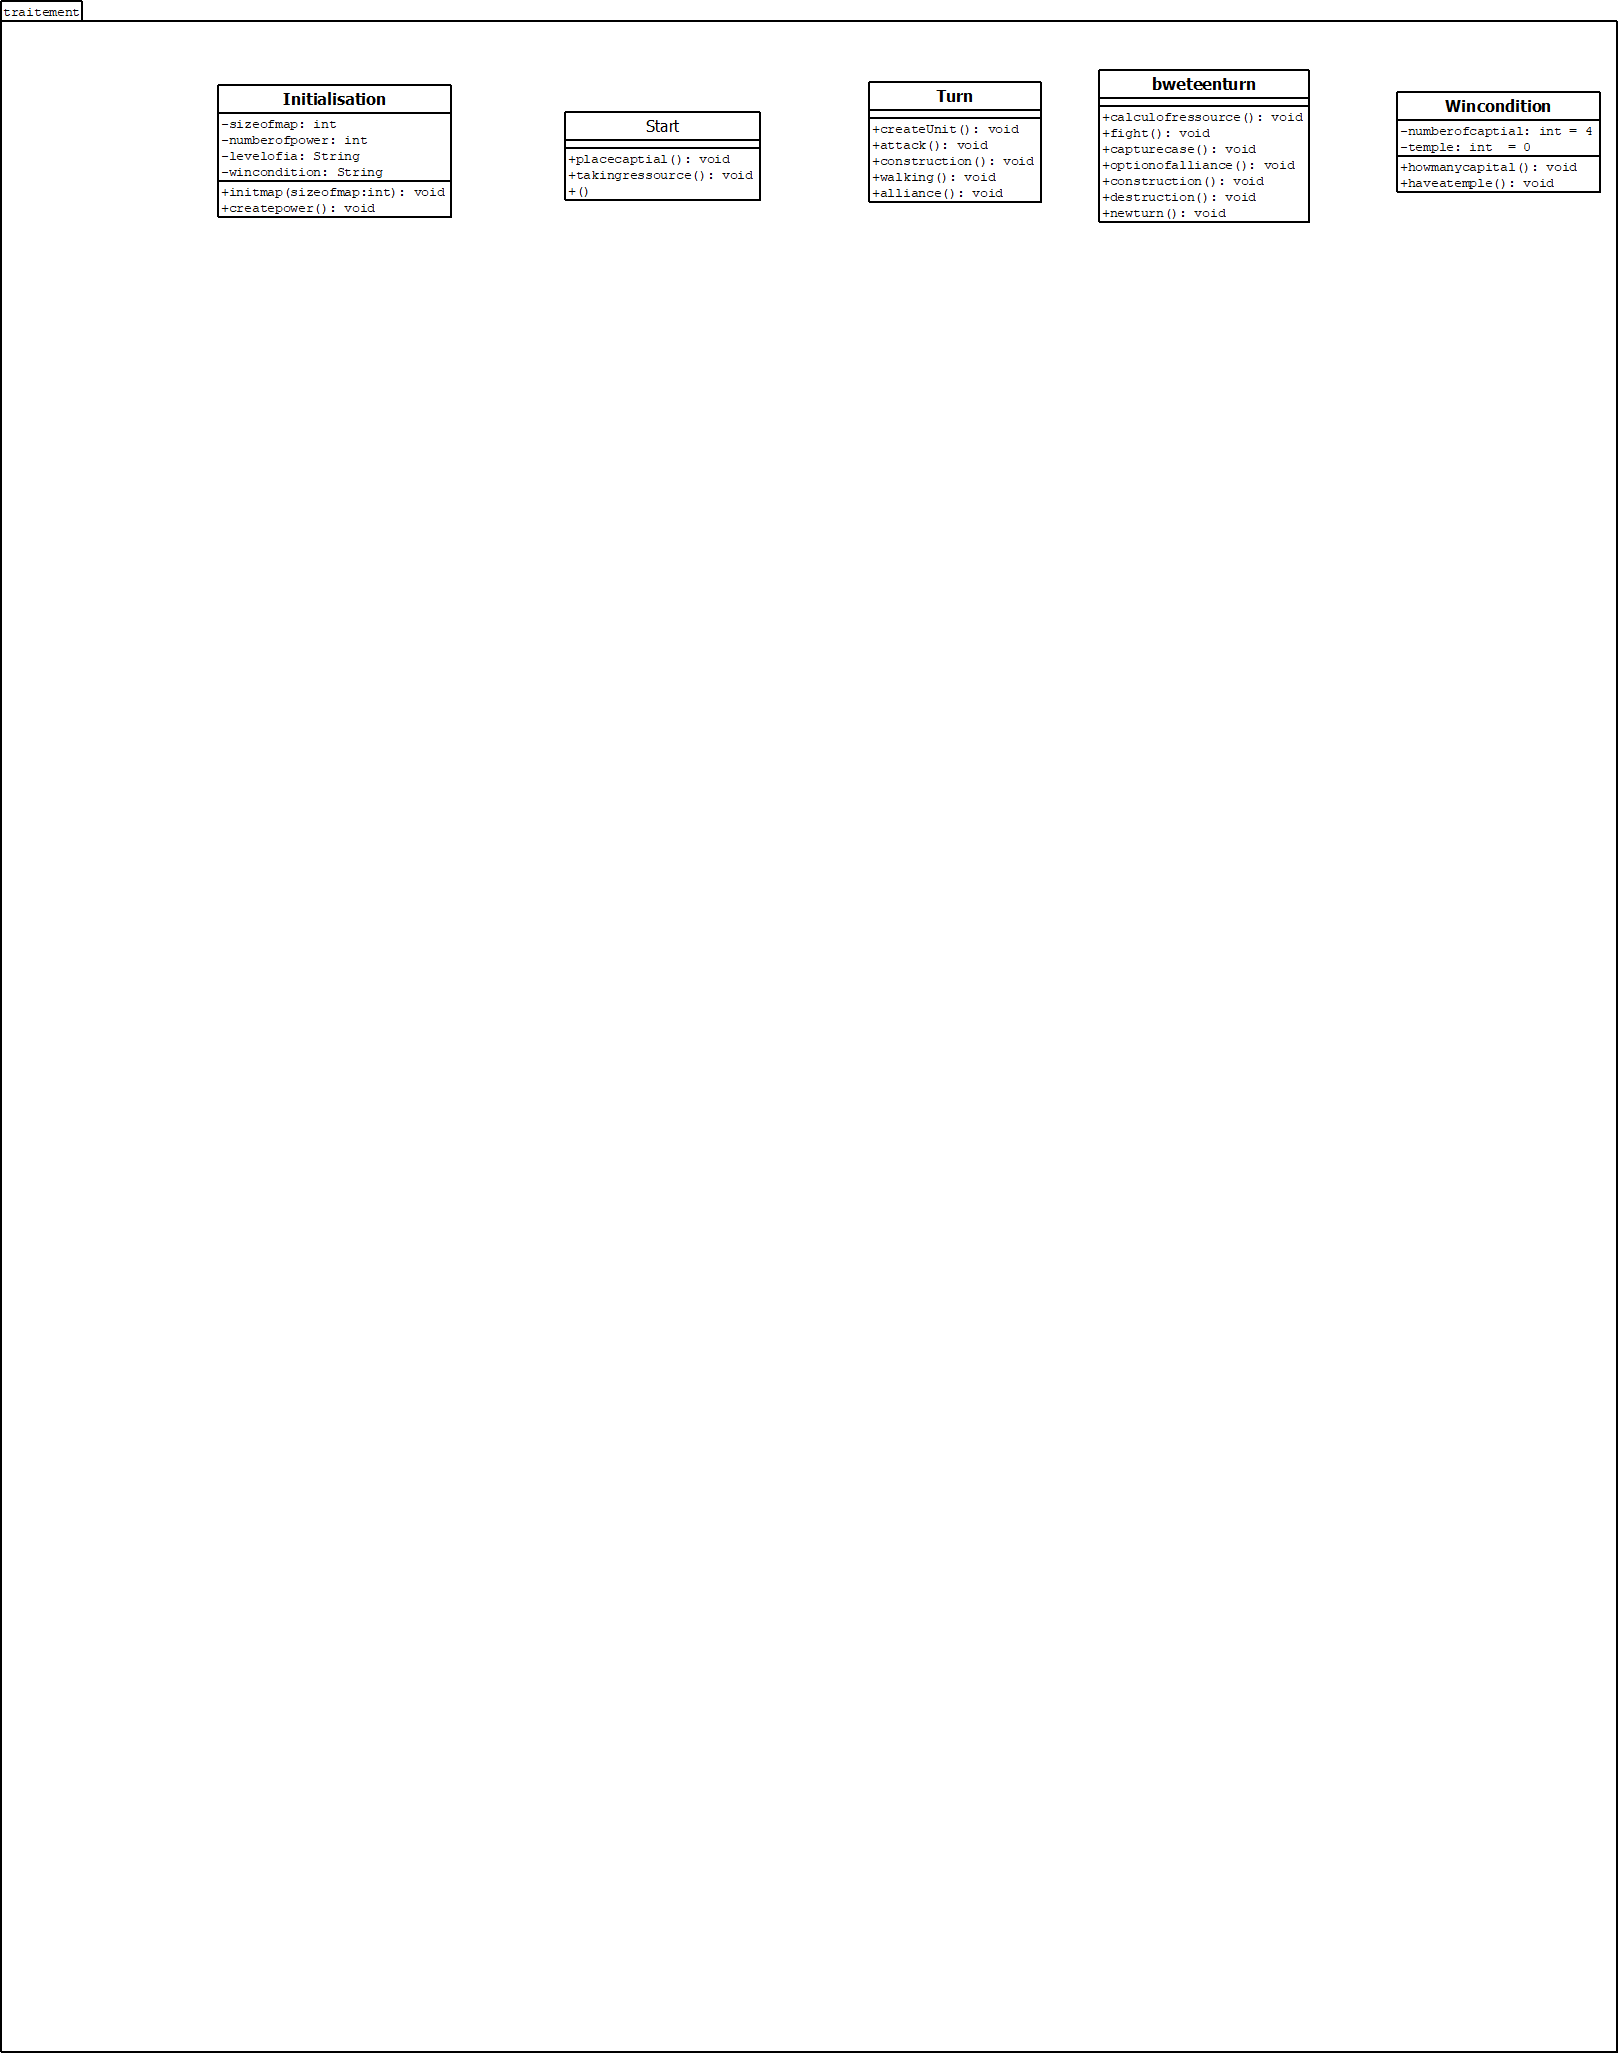 traitement
Initialisation
-sizeofmap: int
-numberofpower: int
-levelofia: String
-wincondition: String
+initmap(sizeofmap:int): void
+createpower(): void
Start
+placecaptial(): void
+takingressource(): void
+()
Turn
+createUnit(): void
+attack(): void
+construction(): void
+walking(): void
+alliance(): void
bweteenturn
+calculofressource(): void
+fight(): void
+capturecase(): void
+optionofalliance(): void
+construction(): void
+destruction(): void
+newturn(): void
Wincondition
-numberofcaptial: int = 4
-temple: int  = 0
+howmanycapital(): void
+haveatemple(): void